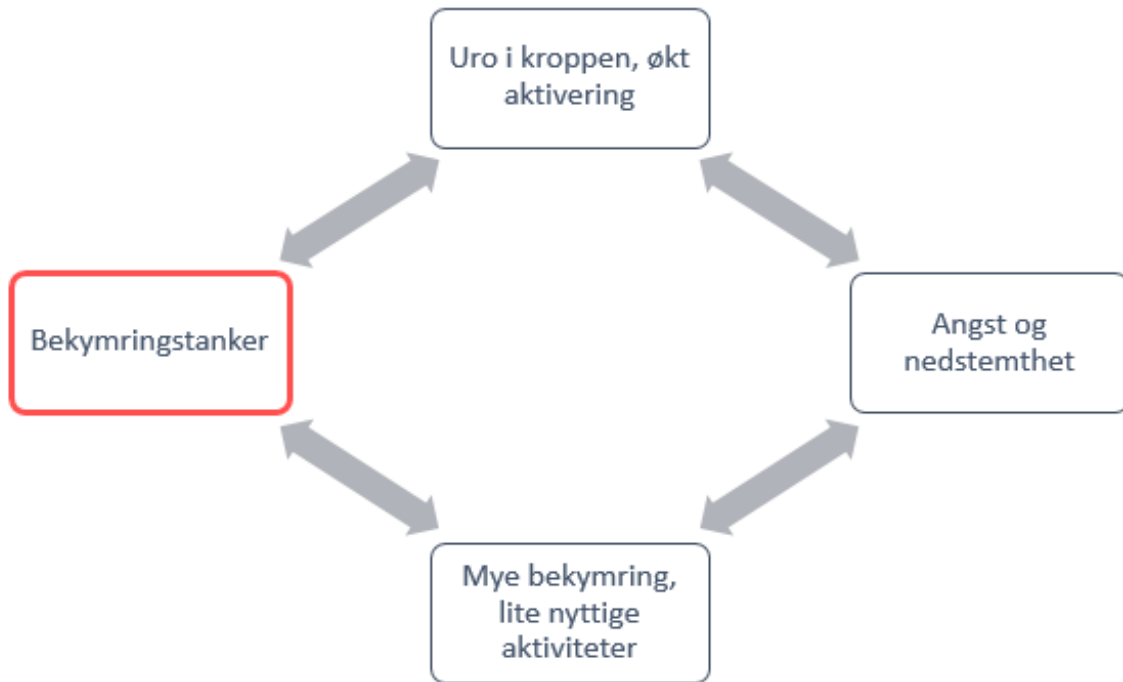 Uro i kroppen, økt
aktivering
Bekymringstanker
Angst og
nedstemthet
Mye bekymring,
lite nyttige
aktiviteter